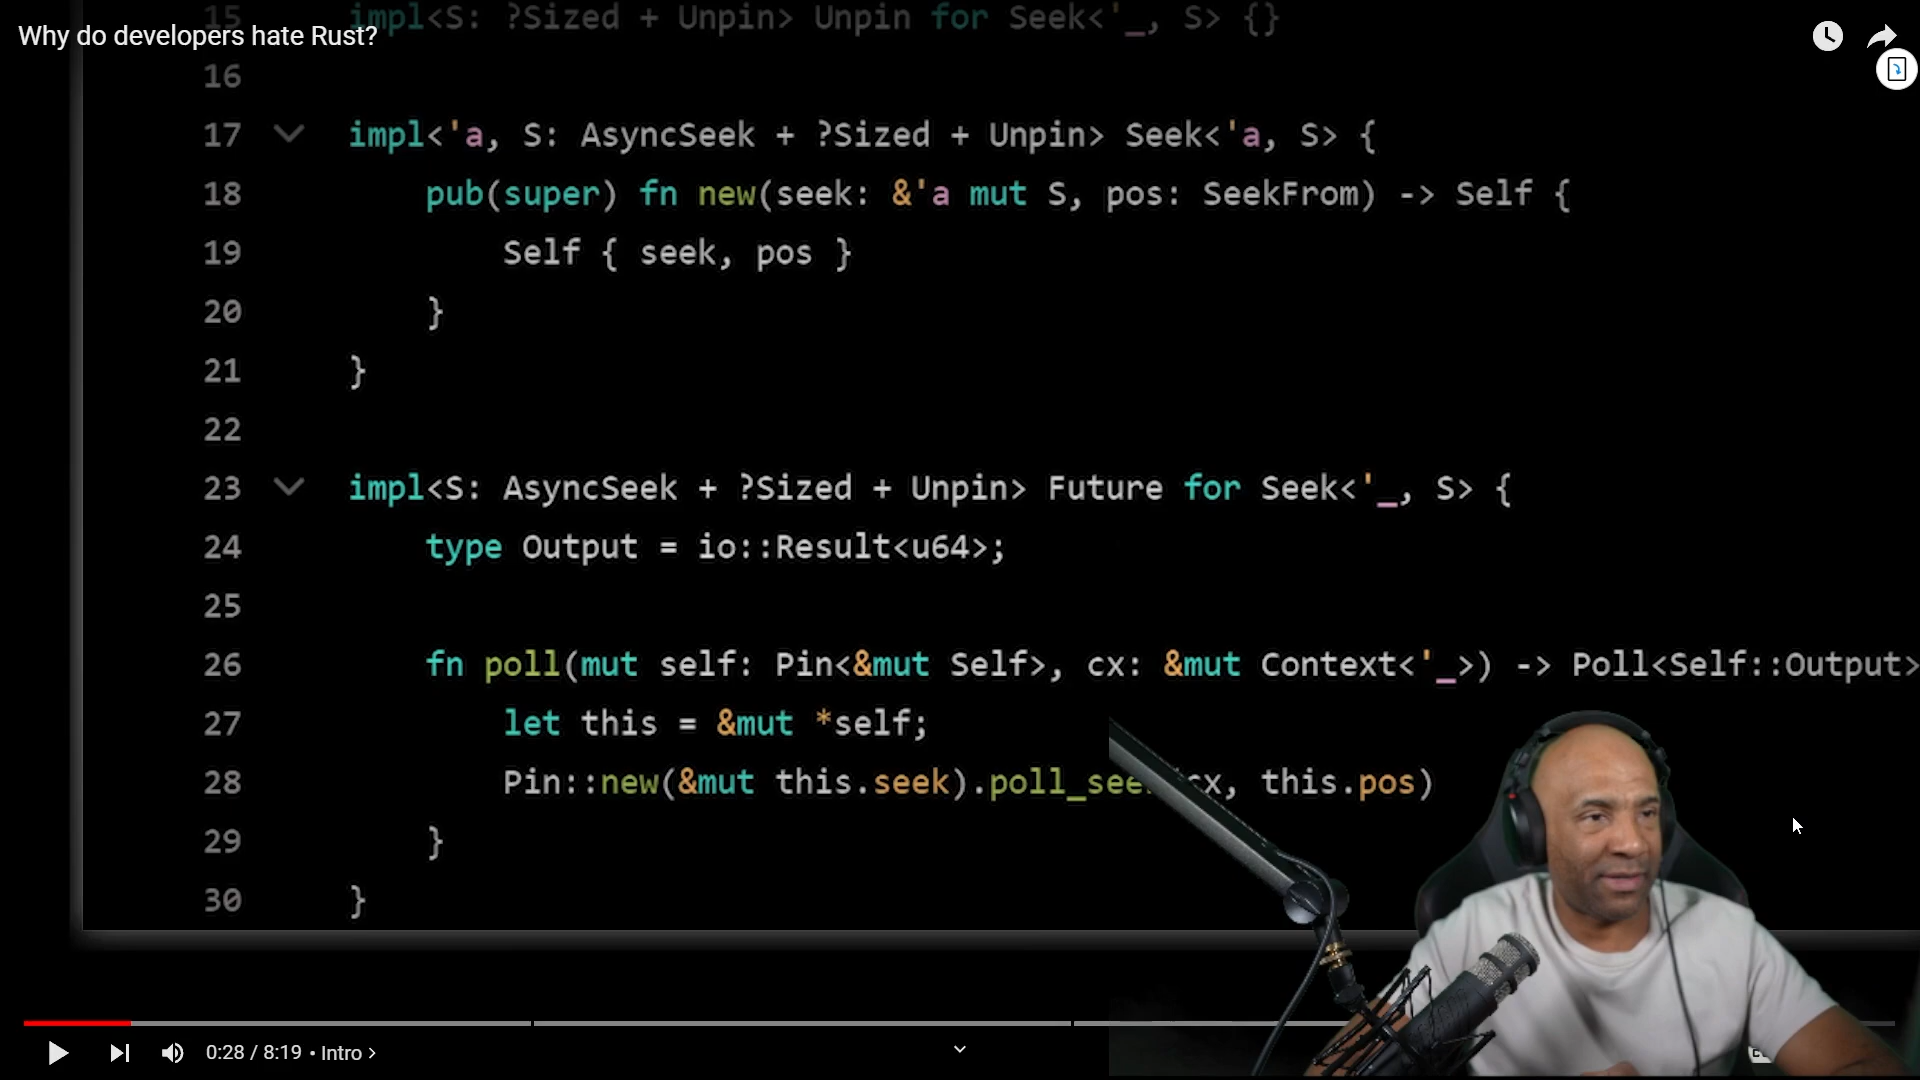 15 impl<S: ?Sized + Unpin> Unpin for Seek<'_, S> {}
Why do developers hate Rust?
16
17 impl<'a, S: AsyncSeek + ?Sized + Unpin> Seek<'a, S> {
18 pub(super) fn new(seek: &'a mut S, pos: SeekFrom) -> Self {
19 Self { seek, pos }
20 }
21 }
22
23 impl<S: AsyncSeek + ?Sized + Unpin> Future for Seek<'_, S> {
24 type Output = io::Result<u64>;
25
26 fn poll(mut self: Pin<&mut Self>, cx: &mut Context<'_>) -> Poll<Self::Output>
27 let this = &mut *self;
28 Pin::new(&mut this.seek).poll_see cx, this.pos)
29 }
30 }
0:28 / 8:19 • Intro >